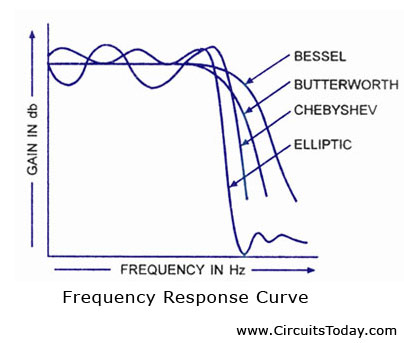 BESSEL
BUTTERWORTH
CHEBYSHEV
ELLIPTIC
GAIN IN db
FREQUENCY IN Hz
Frequency Response Curve
www.CircuitsToday.com